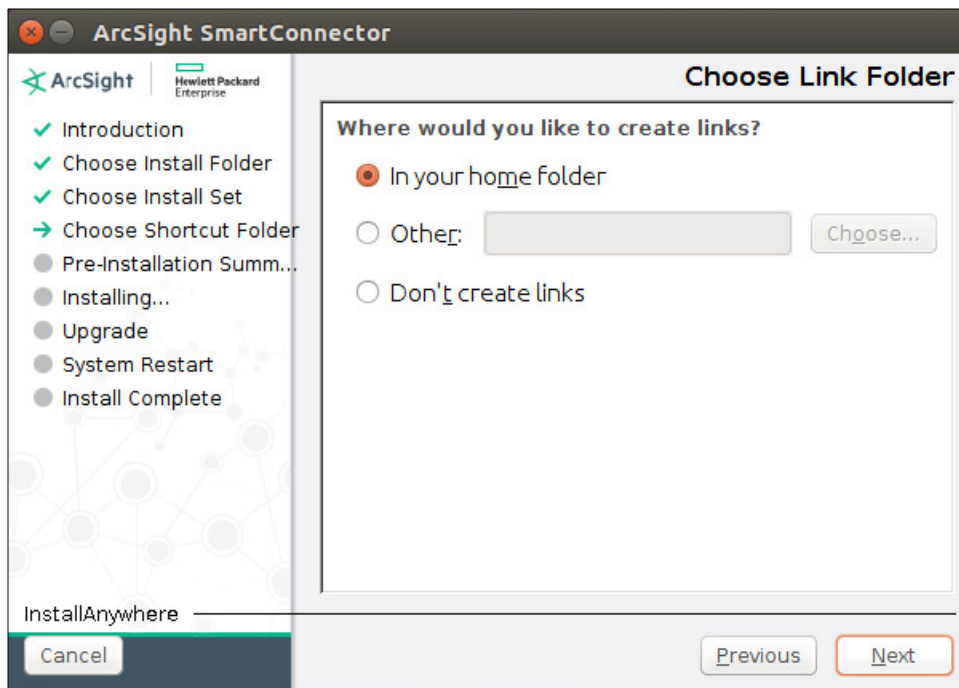 ArcSight SmartConnector
ArcSight
Hewlett Packard
Enterprise
Choose Link Folder
Introduction
Choose Install Folder
Choose Install Set
Choose Shortcut Folder
Pre-Installation Summ...
Installing...
Upgrade
System Restart
Install Complete
Where would you like to create links?
In your home folder
Other:
Choose...
Don't create links
InstallAnywhere
Cancel
Previous
Next